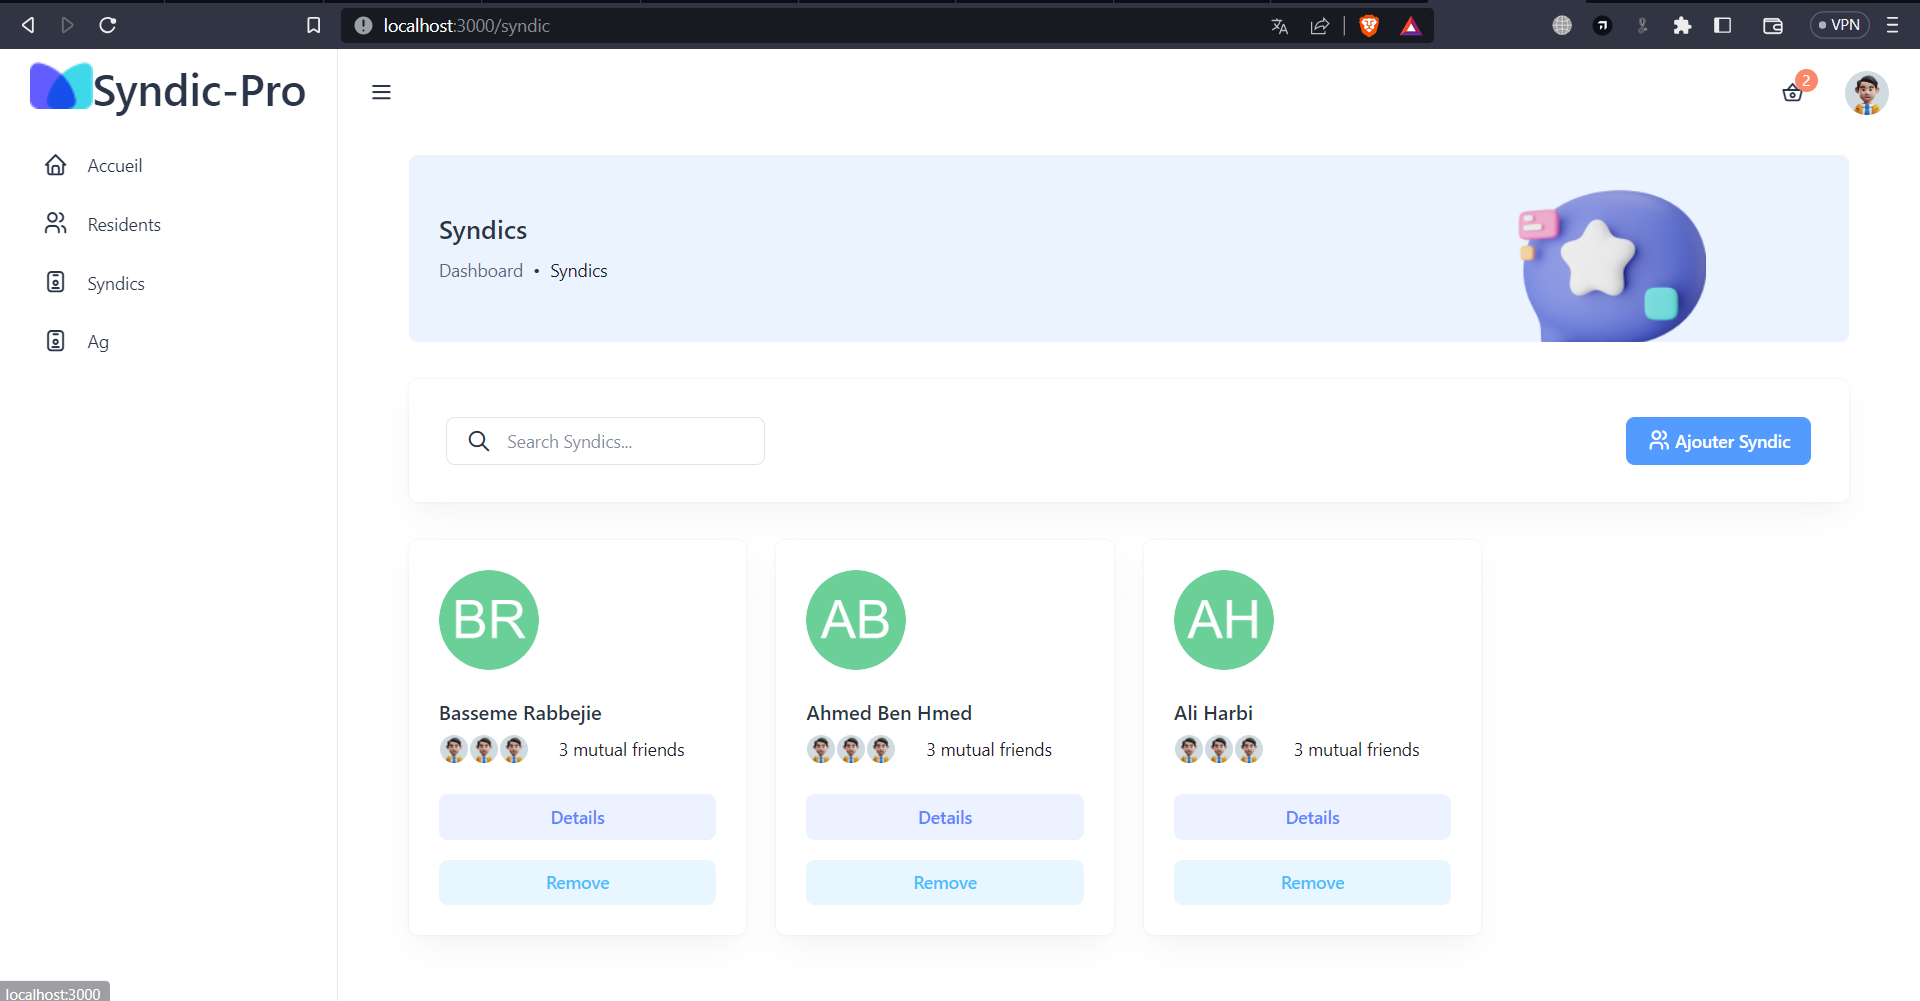 localhost:3000/syndic
VPN
Syndic-Pro
2
Accueil
Residents
Syndics
Ag
Syndics
Dashboard • Syndics
Search Syndics...
Ajouter Syndic
BR
AB
AH
Basseme Rabbejie
Ahmed Ben Hmed
Ali Harbi
3 mutual friends
3 mutual friends
3 mutual friends
Details
Details
Details
Remove
Remove
Remove
localhost:3000